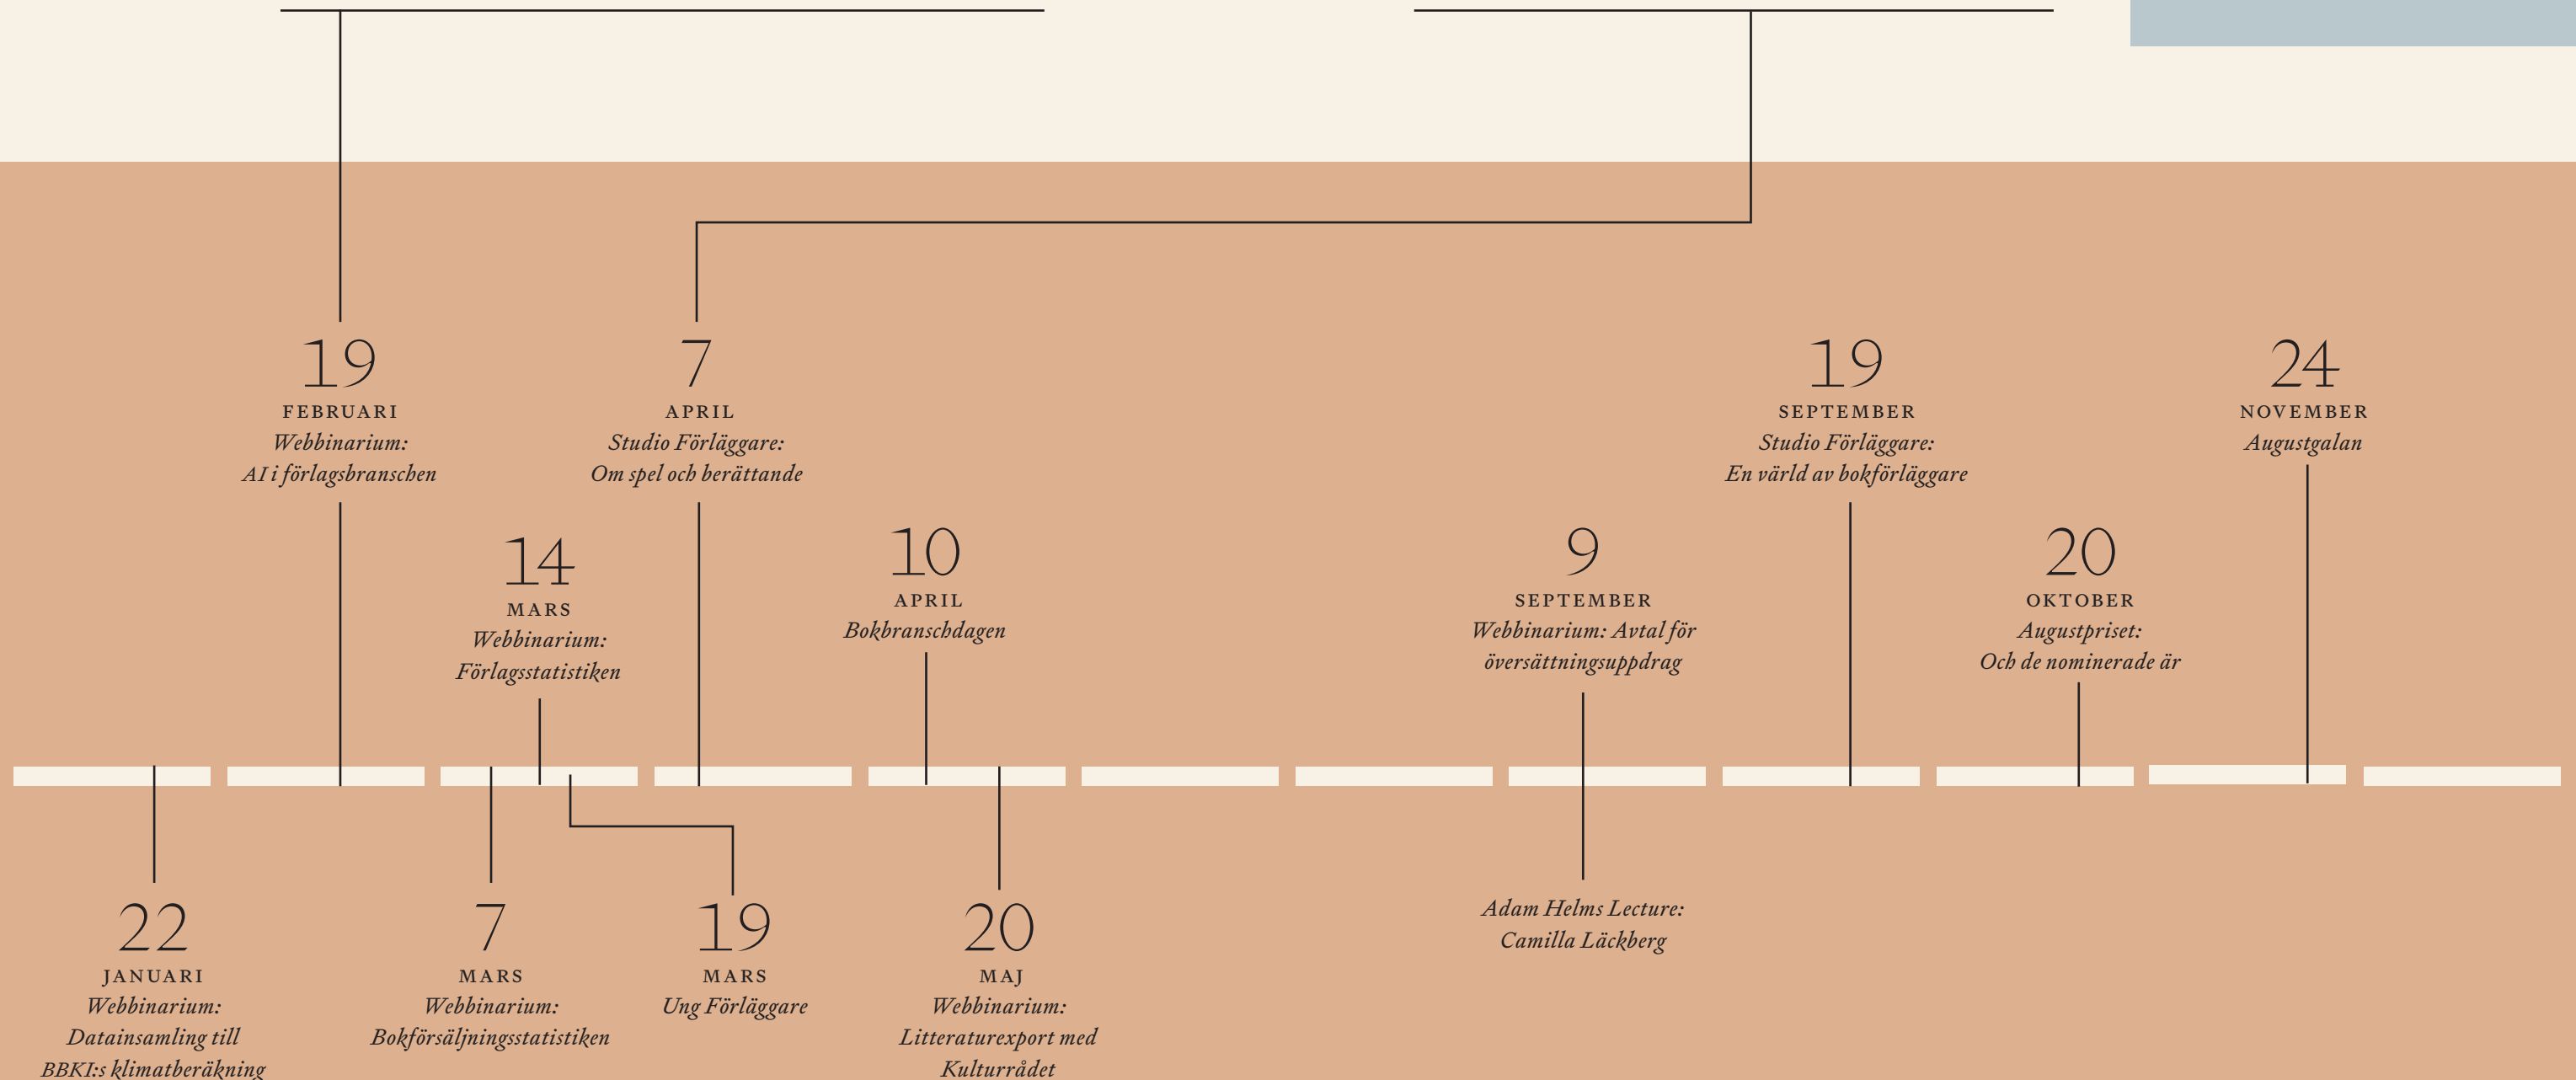 19
FEBRUARI
Webbinarium:
AI i förlagsbranschen
7
APRIL
Studio Förläggare:
Om spel och berättande
19
SEPTEMBER
Studio Förläggare:
En värld av bokförläggare
24
NOVEMBER
Augustgalan
14
MARS
Webbinarium:
Förlagsstatistiken
10
APRIL
Bokbranschdagen
9
SEPTEMBER
Webbinarium: Avtal för
översättningsuppdrag
20
OKTOBER
Augustpriset:
Och de nominerade är
22
JANUARI
Webbinarium:
Datainsamling till
BBKI:s klimatberäkning
7
MARS
Webbinarium:
Bokförsäljningsstatistiken
19
MARS
Ung Förläggare
20
MAJ
Webbinarium:
Litteraturexport med
Kulturrådet
Adam Helms Lecture:
Camilla Läckberg